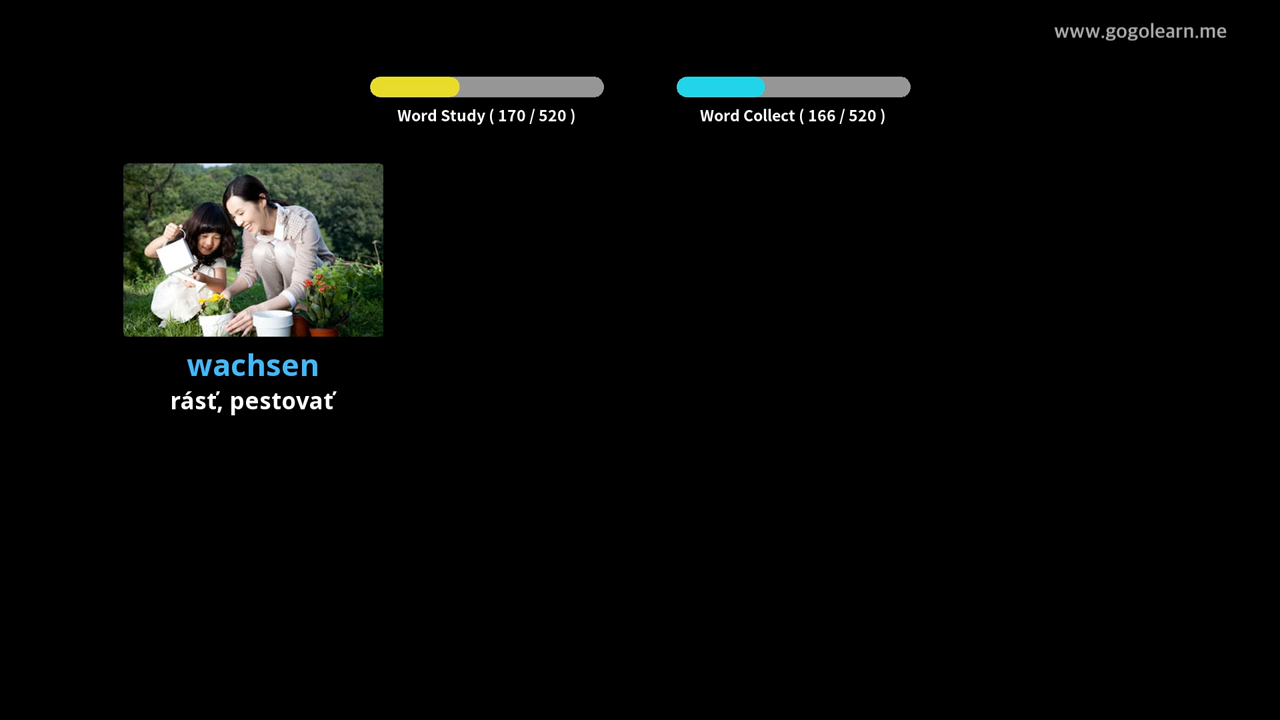 www.gogolearn.me
Word Study ( 170 / 520 )
Word Collect ( 166 / 520 )
wachsen
rásť, pestovať